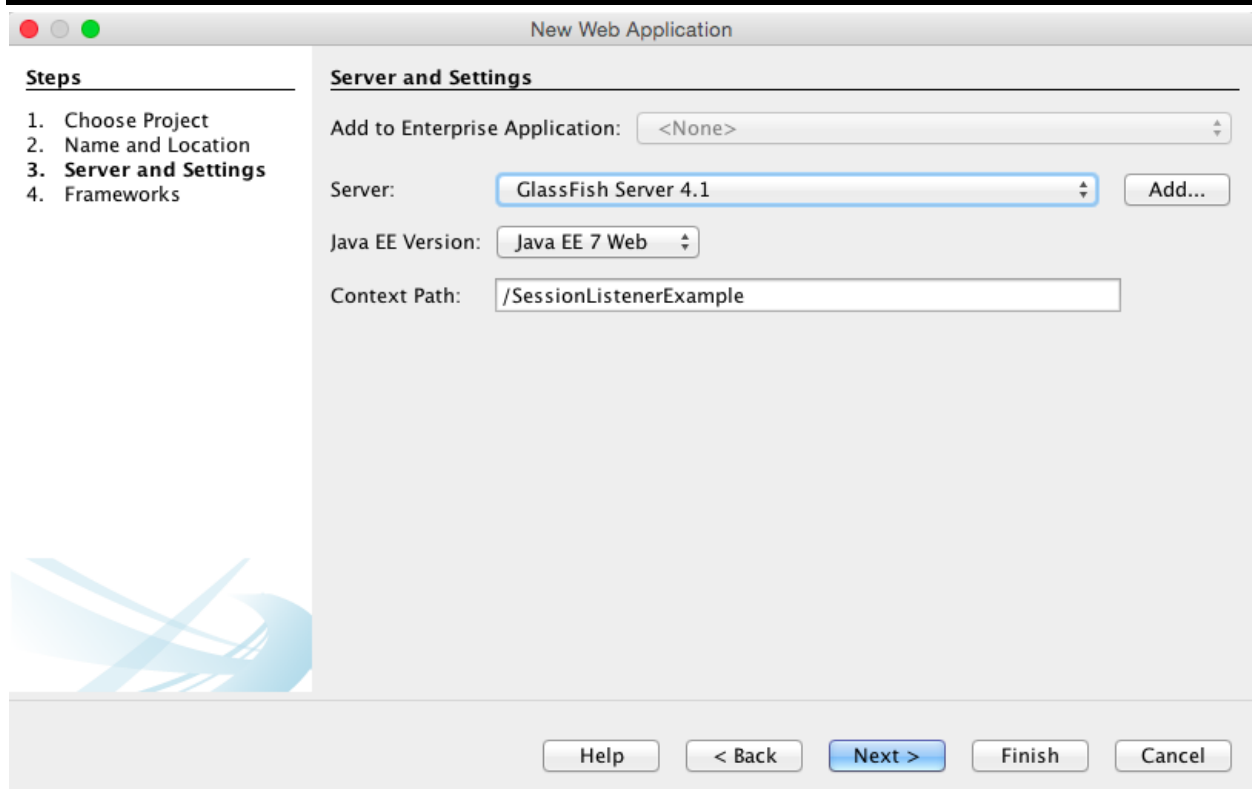 New Web Application
Steps
1. Choose Project
2. Name and Location
3. Server and Settings
4. Frameworks
Server and Settings
Add to Enterprise Application: <None>
Server: GlassFish Server 4.1 Add...
Java EE Version: Java EE 7 Web
Context Path: /SessionListenerExample
Help < Back Next > Finish Cancel